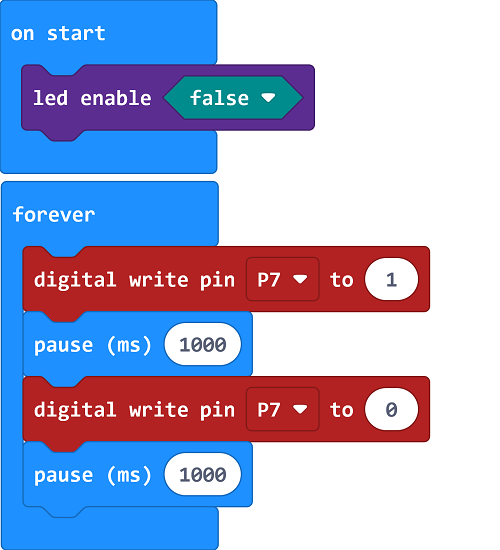 on start
led enable false
forever
digital write pin P7 to 1
pause (ms) 1000
digital write pin P7 to 0
pause (ms) 1000